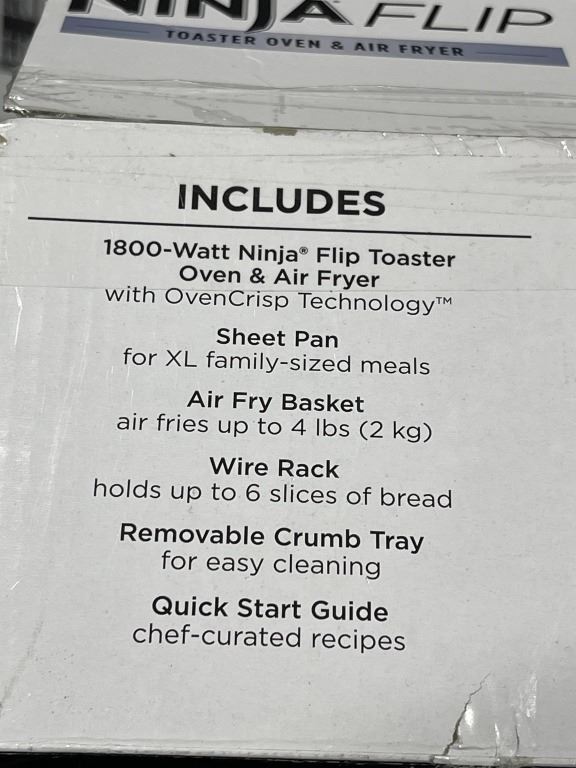 NINJA FLIP
TOASTER OVEN & AIR FRYER
INCLUDES
1800-Watt Ninja® Flip Toaster
Oven & Air Fryer
with OvenCrisp Technology™
Sheet Pan
for XL family-sized meals
Air Fry Basket
air fries up to 4 lbs (2 kg)
Wire Rack
holds up to 6 slices of bread
Removable Crumb Tray
for easy cleaning
Quick Start Guide
chef-curated recipes